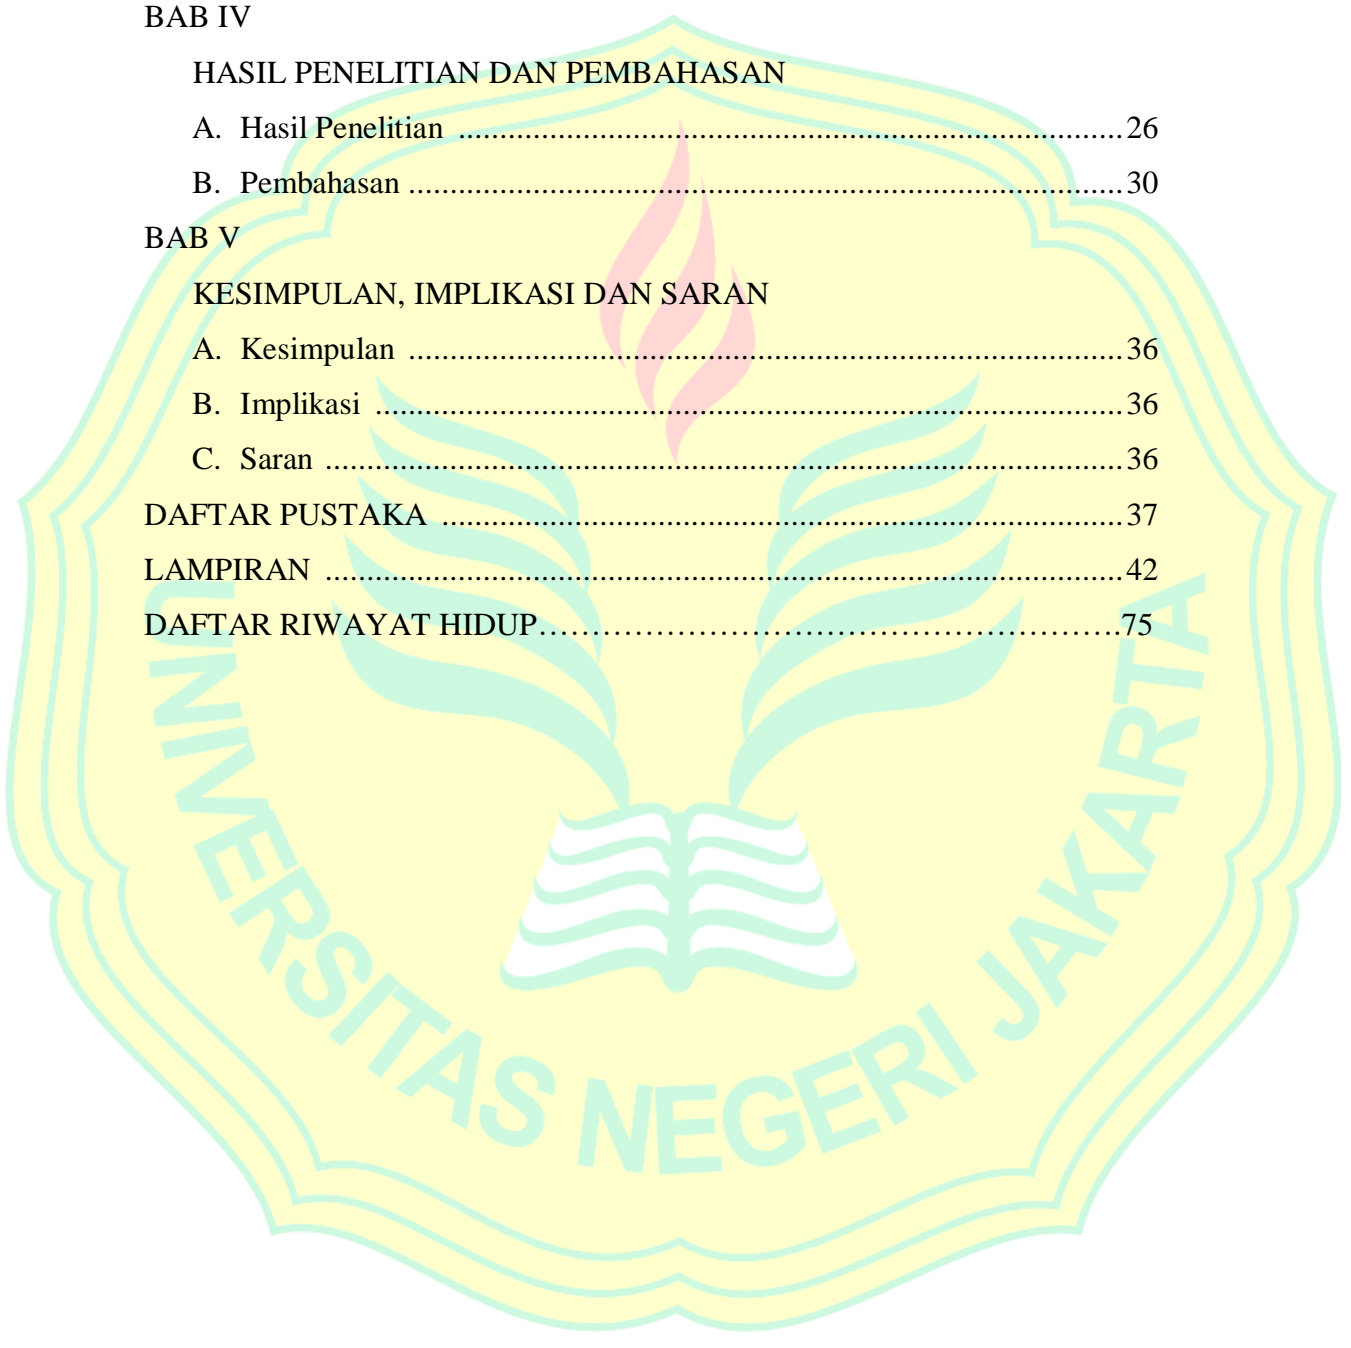 BAB IV
HASIL PENELITIAN DAN PEMBAHASAN
A. Hasil Penelitian ................................................................................26
B. Pembahasan ......................................................................................30
BAB V
KESIMPULAN, IMPLIKASI DAN SARAN
A. Kesimpulan ......................................................................................36
B. Implikasi ..........................................................................................36
C. Saran ................................................................................................36
DAFTAR PUSTAKA ..................................................................................37
LAMPIRAN ................................................................................................42
DAFTAR RIWAYAT HIDUP……………………………………………….75
UNIVERSITAS NEGERI JAKARTA